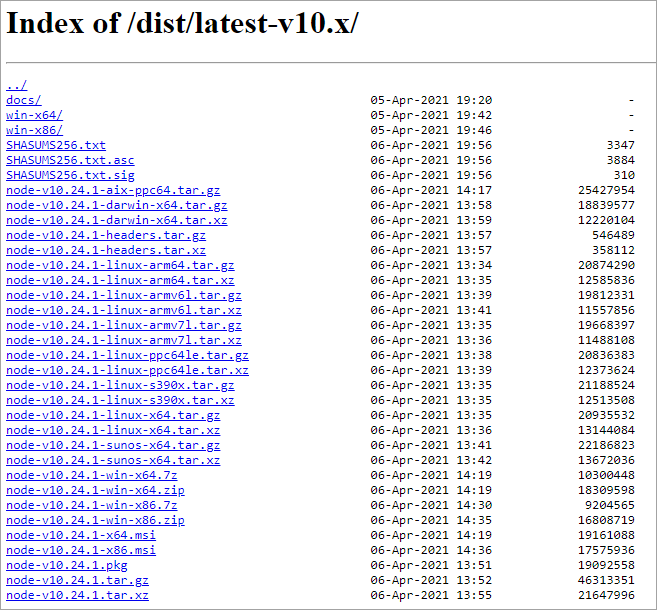 Index of /dist/latest-v10.x/
../
docs/ 05-Apr-2021 19:20 -
win-x64/ 05-Apr-2021 19:42 -
win-x86/ 05-Apr-2021 19:46 -
SHASUMS256.txt 06-Apr-2021 19:56 3347
SHASUMS256.txt.asc 06-Apr-2021 19:56 3884
SHASUMS256.txt.sig 06-Apr-2021 19:56 310
node-v10.24.1-aix-ppc64.tar.gz 06-Apr-2021 14:17 25427954
node-v10.24.1-darwin-x64.tar.gz 06-Apr-2021 13:58 18839577
node-v10.24.1-darwin-x64.tar.xz 06-Apr-2021 13:59 12220104
node-v10.24.1-headers.tar.gz 06-Apr-2021 13:57 546489
node-v10.24.1-headers.tar.xz 06-Apr-2021 13:57 358112
node-v10.24.1-linux-arm64.tar.gz 06-Apr-2021 13:34 20874290
node-v10.24.1-linux-arm64.tar.xz 06-Apr-2021 13:35 12585836
node-v10.24.1-linux-armv6l.tar.gz 06-Apr-2021 13:39 19812331
node-v10.24.1-linux-armv6l.tar.xz 06-Apr-2021 13:41 11557856
node-v10.24.1-linux-armv7l.tar.gz 06-Apr-2021 13:35 19668397
node-v10.24.1-linux-armv7l.tar.xz 06-Apr-2021 13:36 11488108
node-v10.24.1-linux-ppc64le.tar.gz 06-Apr-2021 13:38 20836383
node-v10.24.1-linux-ppc64le.tar.xz 06-Apr-2021 13:39 12373624
node-v10.24.1-linux-s390x.tar.gz 06-Apr-2021 13:35 21188524
node-v10.24.1-linux-s390x.tar.xz 06-Apr-2021 13:35 12513508
node-v10.24.1-linux-x64.tar.gz 06-Apr-2021 13:35 20935532
node-v10.24.1-linux-x64.tar.xz 06-Apr-2021 13:36 13144084
node-v10.24.1-sunos-x64.tar.gz 06-Apr-2021 13:41 22186823
node-v10.24.1-sunos-x64.tar.xz 06-Apr-2021 13:42 13672036
node-v10.24.1-win-x64.7z 06-Apr-2021 14:19 10300448
node-v10.24.1-win-x64.zip 06-Apr-2021 14:19 18309598
node-v10.24.1-win-x86.7z 06-Apr-2021 14:30 9204565
node-v10.24.1-win-x86.zip 06-Apr-2021 14:35 16808719
node-v10.24.1-x64.msi 06-Apr-2021 14:19 19161088
node-v10.24.1-x86.msi 06-Apr-2021 14:36 17575936
node-v10.24.1.pkg 06-Apr-2021 13:51 19092558
node-v10.24.1.tar.gz 06-Apr-2021 13:52 46313351
node-v10.24.1.tar.xz 06-Apr-2021 13:55 21647996